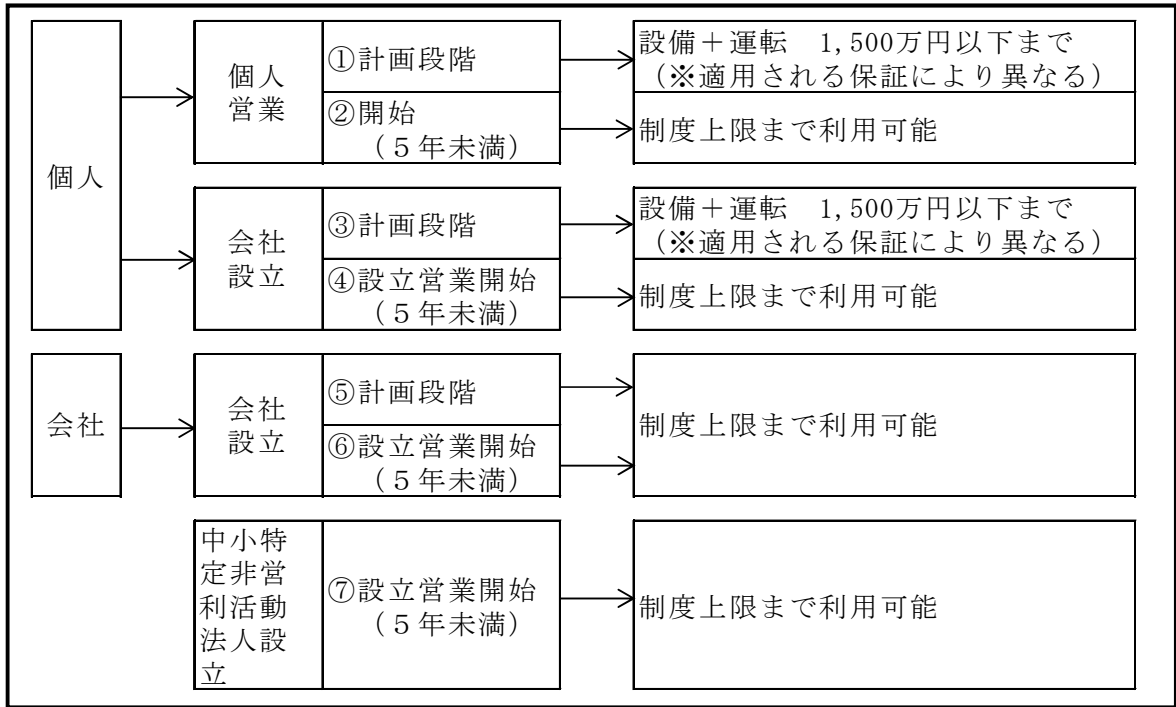 個人
個人
営業
①計画段階
設備＋運転　1,500万円以下まで
（※適用される保証により異なる）
②開始
（５年未満）
制度上限まで利用可能
会社
設立
③計画段階
設備＋運転　1,500万円以下まで
（※適用される保証により異なる）
④設立営業開始
（５年未満）
制度上限まで利用可能
会社
会社
設立
⑤計画段階
⑥設立営業開始
（５年未満）
制度上限まで利用可能
中小特
定非営
利活動
法人設
立
⑦設立営業開始
（５年未満）
制度上限まで利用可能